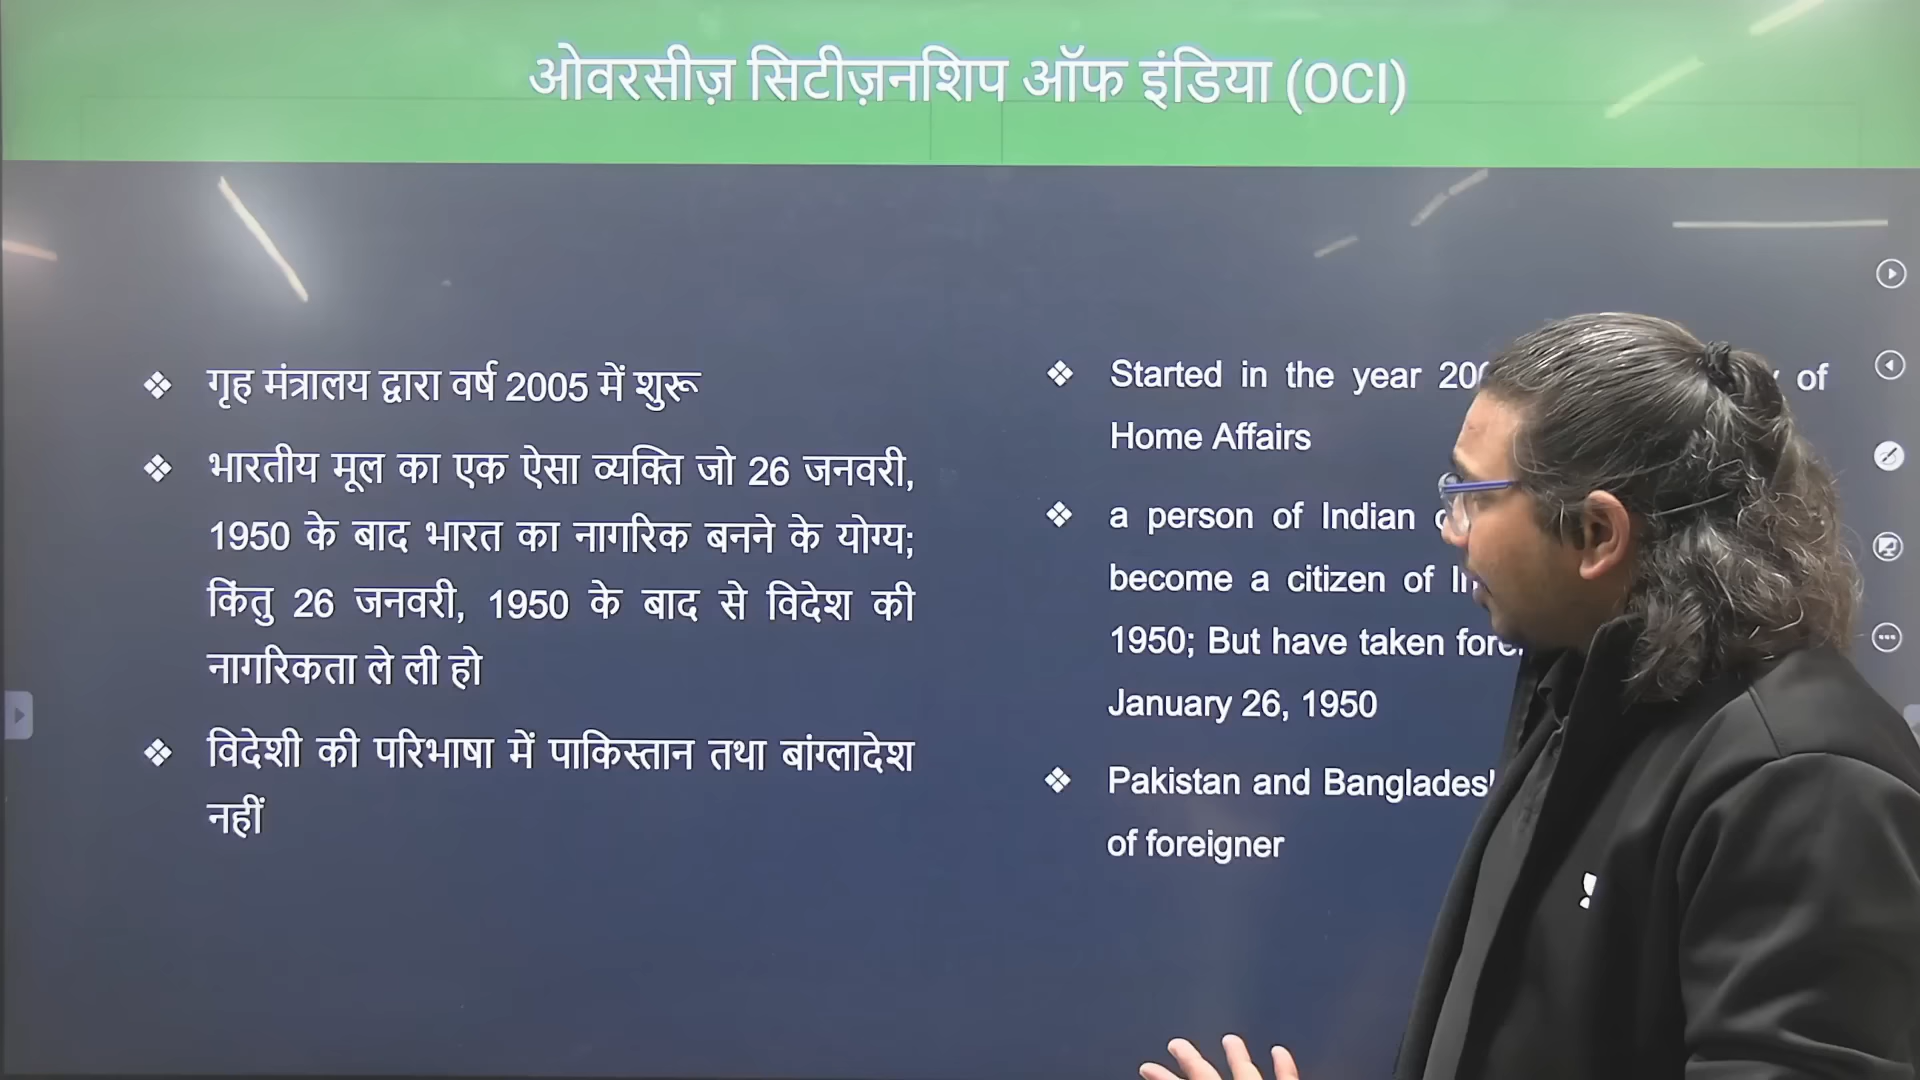 ओवरसीज़ सिटीज़नशिप ऑफ इंडिया (OCI)
❖ गृह मंत्रालय द्वारा वर्ष 2005 में शुरू
❖ भारतीय मूल का एक ऐसा व्यक्ति जो 26 जनवरी,
1950 के बाद भारत का नागरिक बनने के योग्य;
किंतु 26 जनवरी, 1950 के बाद से विदेश की
नागरिकता ले ली हो
❖ विदेशी की परिभाषा में पाकिस्तान तथा बांग्लादेश
नहीं
❖ Started in the year of
Home Affairs
❖ a person of Indian
become a citizen of
1950; But have taken
January 26, 1950
❖ Pakistan and Bangladesh
of foreigner